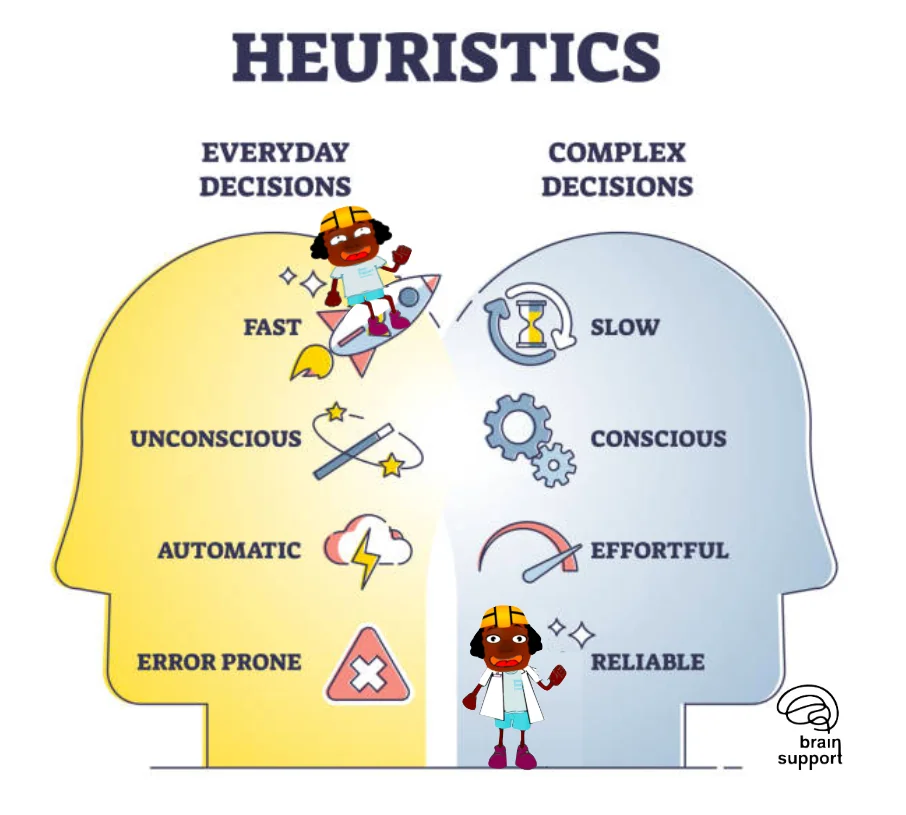 HEURISTICS
EVERYDAY
DECISIONS
COMPLEX
DECISIONS
FAST
SLOW
UNCONSCIOUS
CONSCIOUS
AUTOMATIC
EFFORTFUL
ERROR PRONE
RELIABLE
brain
support